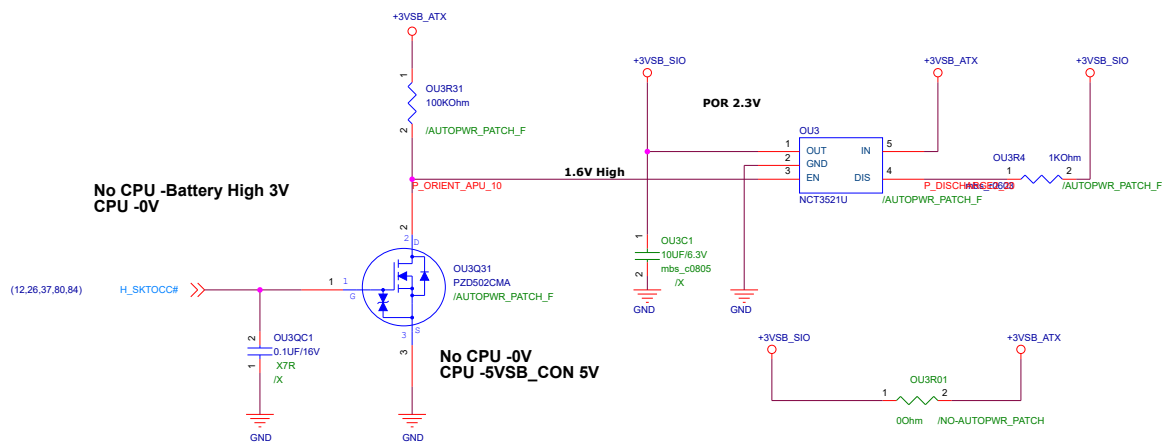 +3VSB_ATX
1
OU3R31
100KOhm
2
/AUTOPWR_PATCH_F
+3VSB_SIO
+3VSB_ATX
+3VSB_SIO
POR 2.3V
OU3
1
OUT
IN
5
2
GND
3
EN
DIS
4
NCT3521U
/AUTOPWR_PATCH_F
OU3R4
1KOhm
1
2
/AUTOPWR_PATCH_F
1.6V High
P_ORIENT_APU_10
No CPU -Battery High 3V
CPU -0V
2
2
D
OU3Q31
PZD502CMA
/AUTOPWR_PATCH_F
(12,26,37,80,84)
H_SKTOCC#
1
1
G
S
3
3
2
OU3QC1
0.1UF/16V
1
X7R
/X
GND
GND
No CPU -0V
CPU -5VSB_CON 5V
1
OU3C1
10UF/6.3V
2
mbs_c0805
/X
GND
GND
+3VSB_SIO
+3VSB_ATX
OU3R01
1
2
0Ohm
/NO-AUTOPWR_PATCH